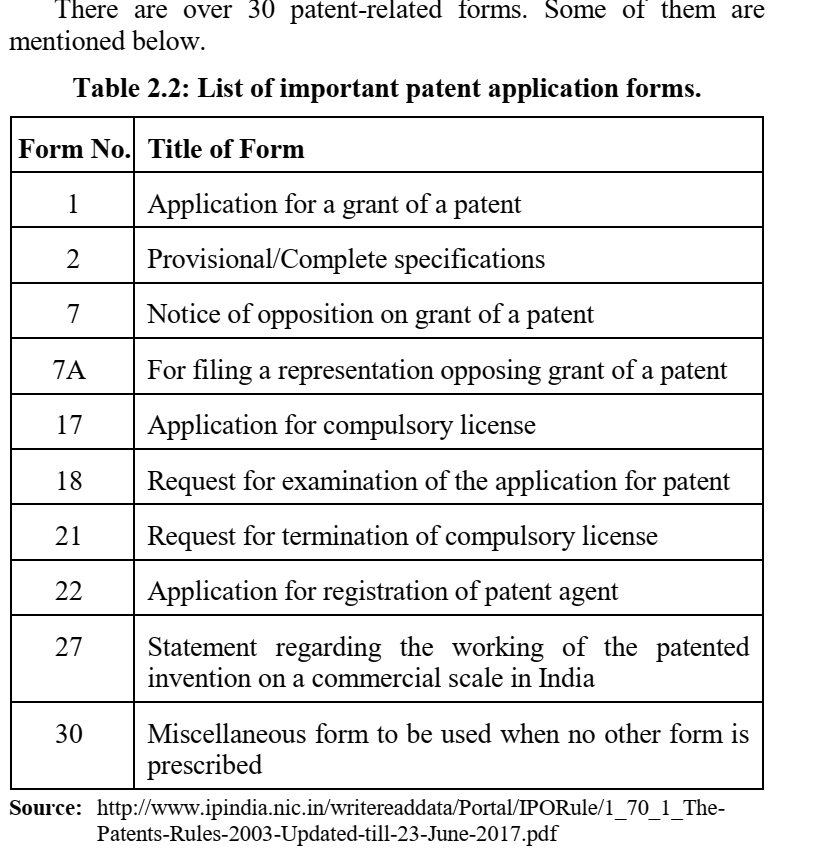 There are over 30 patent-related forms. Some of them are
mentioned below.
Table 2.2: List of important patent application forms.
Form No. Title of Form
1 Application for a grant of a patent
2 Provisional/Complete specifications
7 Notice of opposition on grant of a patent
7A For filing a representation opposing grant of a patent
17 Application for compulsory license
18 Request for examination of the application for patent
21 Request for termination of compulsory license
22 Application for registration of patent agent
27 Statement regarding the working of the patented
invention on a commercial scale in India
30 Miscellaneous form to be used when no other form is
prescribed
Source: http://www.ipindia.nic.in/writereaddata/Portal/IPORule/1_70_1_The-
Patents-Rules-2003-Updated-till-23-June-2017.pdf